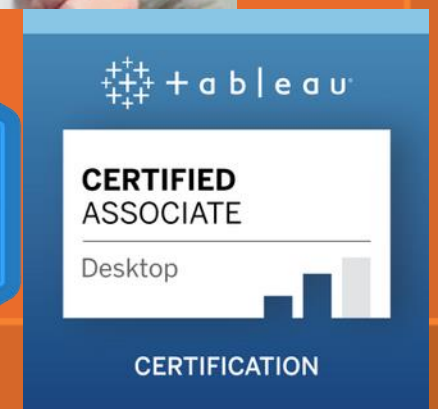 + a b | e a u
CERTIFIED
ASSOCIATE
Desktop
CERTIFICATION